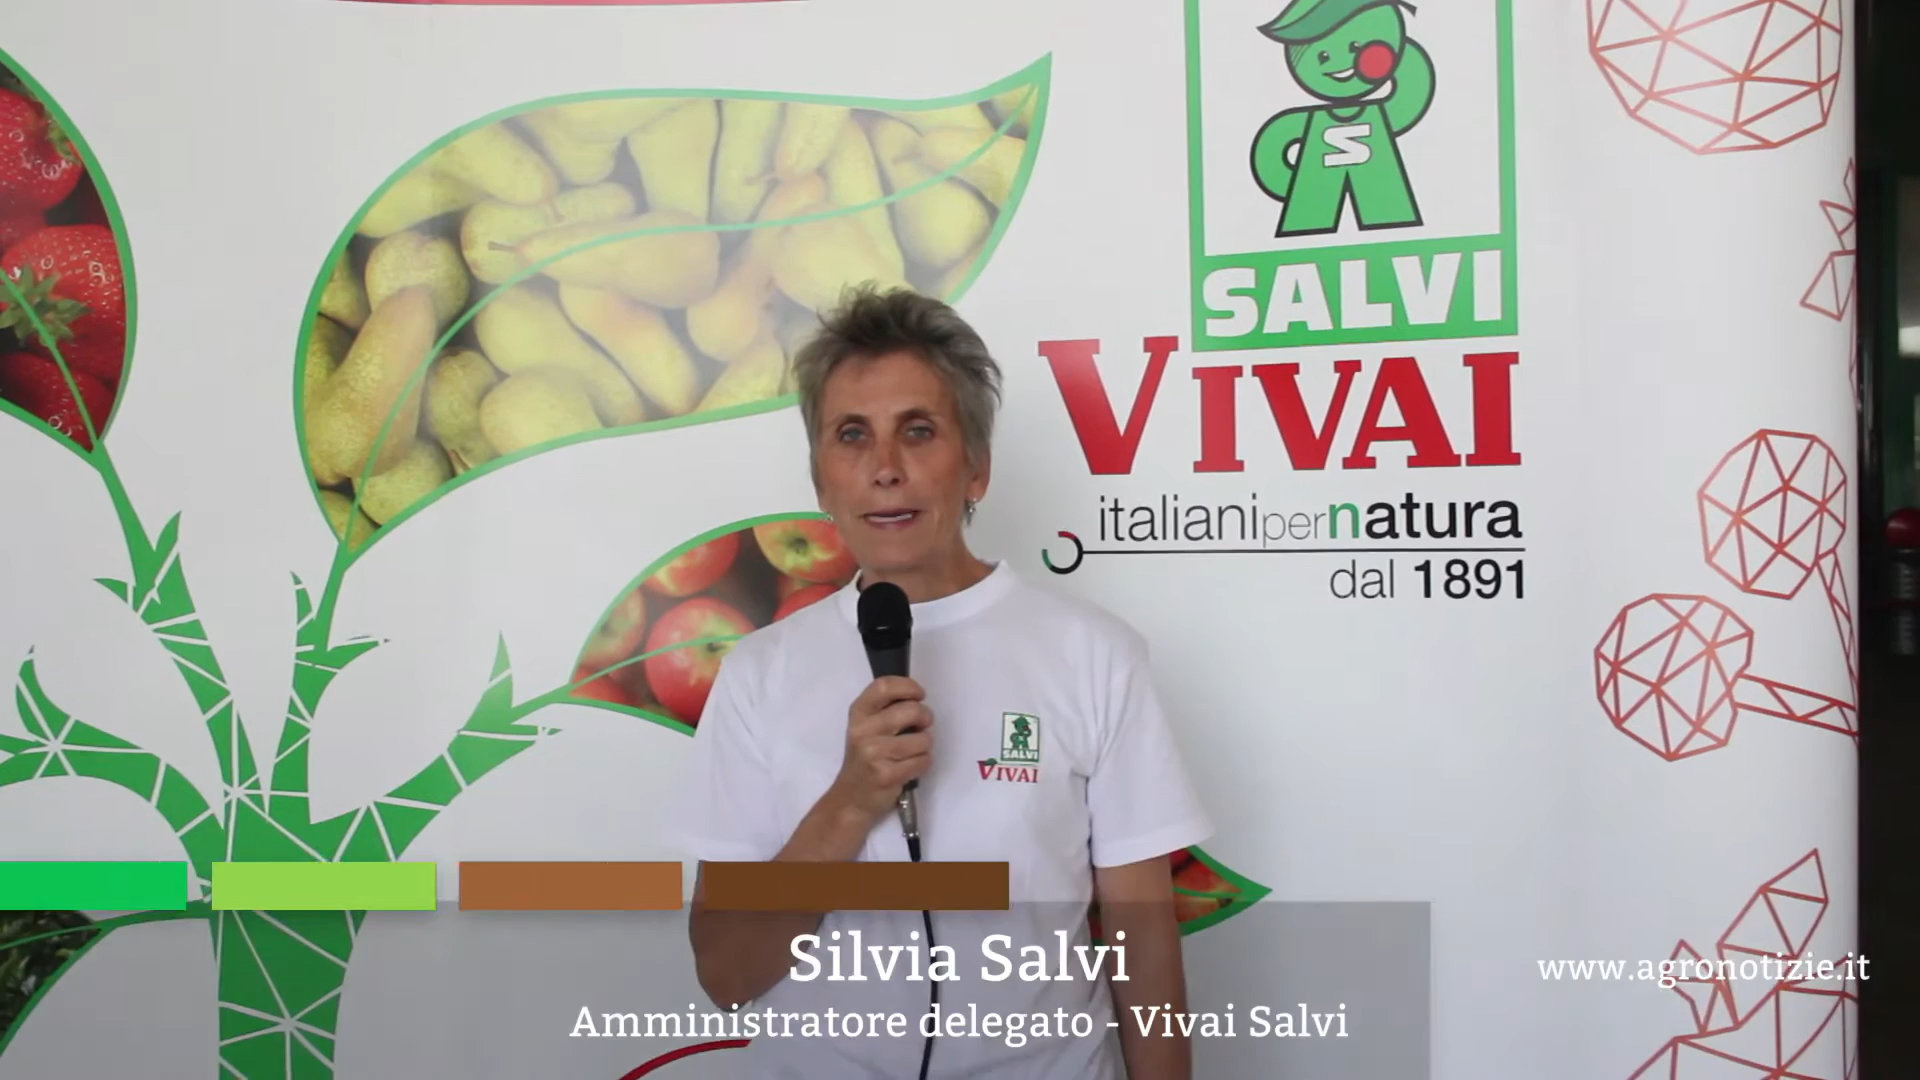 S
SALVI
VIVAI
italianipernatura
dal 1891
SALVI
VIVAI
Silvia Salvi
Amministratore delegato - Vivai Salvi
www.agronotizie.it